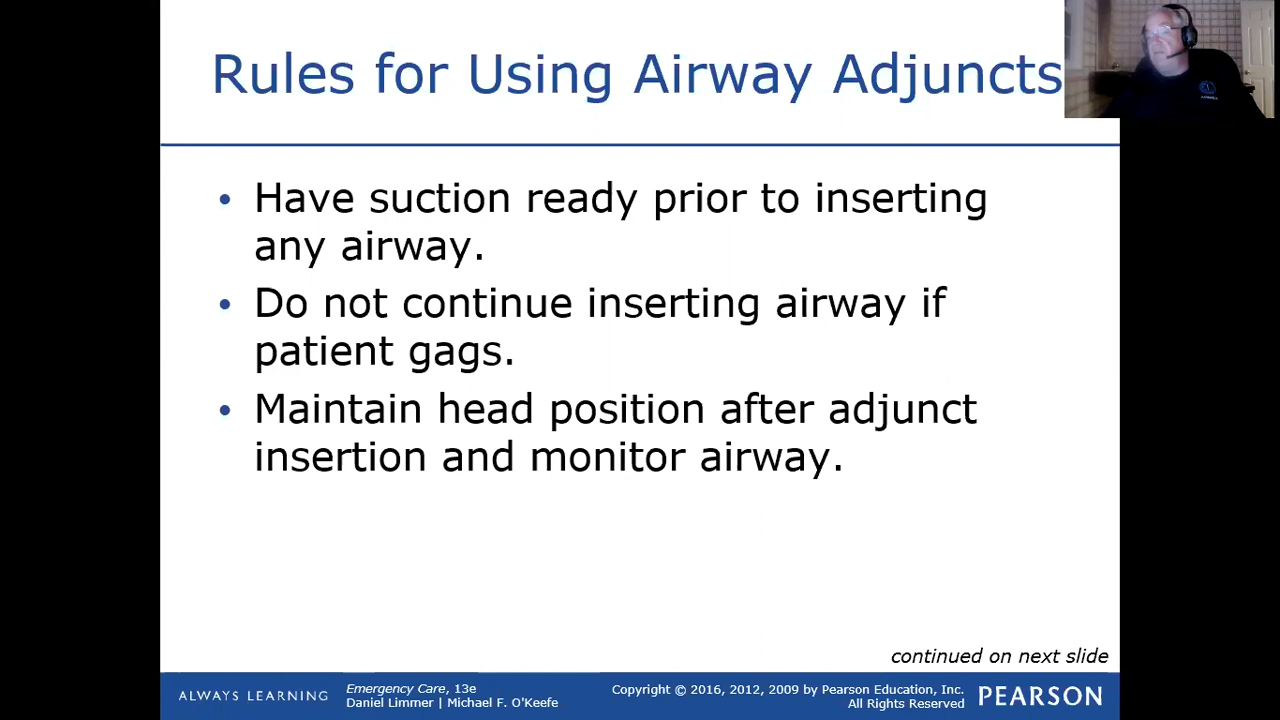 Rules for Using Airway Adjuncts
• Have suction ready prior to inserting
any airway.
• Do not continue inserting airway if
patient gags.
• Maintain head position after adjunct
insertion and monitor airway.
continued on next slide
ALWAYS LEARNING
Emergency Care, 13e
Daniel Limmer | Michael F. O'Keefe
Copyright © 2016, 2012, 2009 by Pearson Education, Inc.
All Rights Reserved
PEARSON